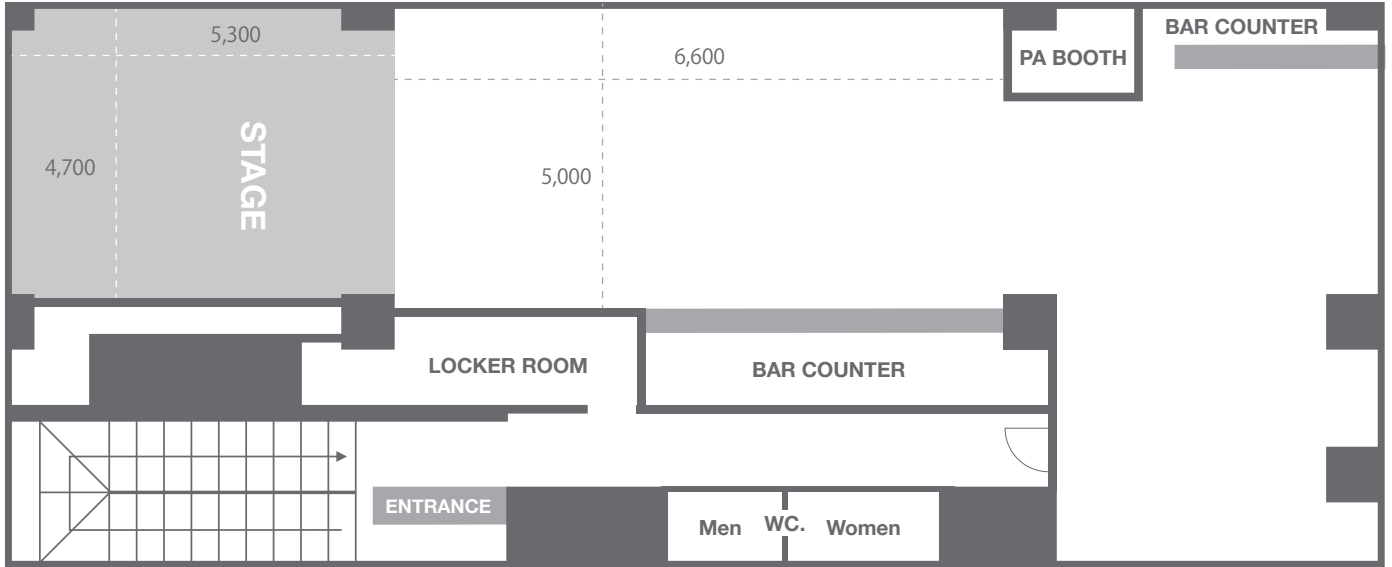 5,300
BAR COUNTER
6,600
PA BOOTH
STAGE
4,700
5,000
LOCKER ROOM
BAR COUNTER
ENTRANCE
Men
WC.
Women